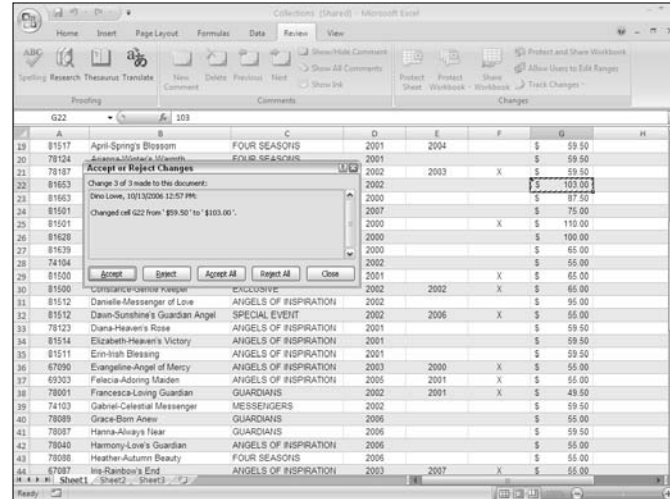 Collections [Shared] - Microsoft Excel
Home Insert Page Layout Formulas Data Review View
ABC
Spelling Research Thesaurus Translate New Comment Delete Previous Next Show/Hide Comment Show All Comments Show Ink Protect Sheet Protect Workbook Share Workbook Protect and Share Workbook Allow Users to Edit Ranges Track Changes
Proofing Comments Changes
G22 fx 103
A B C D E F G H
19 81517 April-Spring's Blossom FOUR SEASONS 2001 2004 $ 59.50
20 78124 Arianna-Winter's Warmth FOUR SEASONS 2001 $ 59.50
21 78187 2002 2003 X $ 59.50
22 81653 2002 $ 103.00
23 81663 2000 $ 87.50
24 81501 2007 $ 75.00
25 81501 2000 X $ 110.00
26 81628 2000 $ 100.00
27 81639 2000 $ 65.00
28 74104 2002 $ 55.00
29 81500 2001 X $ 65.00
30 81500 Constance-Gentle Keeper EXCLUSIVE 2002 2002 X $ 65.00
31 81512 Danielle-Messenger of Love ANGELS OF INSPIRATION 2002 $ 95.00
32 81512 Dawn-Sunshine's Guardian Angel SPECIAL EVENT 2002 2006 X $ 55.00
33 78123 Diana-Heaven's Rose ANGELS OF INSPIRATION 2001 $ 59.50
34 81514 Elizabeth-Heaven's Victory ANGELS OF INSPIRATION 2001 $ 59.50
35 81511 Erin-Irish Blessing ANGELS OF INSPIRATION 2001 $ 59.50
36 67090 Evangeline-Angel of Mercy ANGELS OF INSPIRATION 2003 2000 X $ 55.00
37 69303 Felecia-Adoring Maiden ANGELS OF INSPIRATION 2005 2001 X $ 55.00
38 78001 Francesca-Loving Guardian GUARDIANS 2002 2001 X $ 49.50
39 74103 Gabriel-Celestial Messenger MESSENGERS 2002 $ 59.50
40 78089 Grace-Born Anew GUARDIANS 2006 $ 55.00
41 78087 Hanna-Always Near GUARDIANS 2006 $ 59.50
42 78040 Harmony-Love's Guardian ANGELS OF INSPIRATION 2006 $ 55.00
43 78088 Heather-Autumn Beauty FOUR SEASONS 2006 $ 55.00
44 67087 Iris-Rainbow's End ANGELS OF INSPIRATION 2003 2007 X $ 55.00
Accept or Reject Changes
Change 3 of 3 made to this document:
Dino Lowe, 10/13/2006 12:57 PM:
Changed cell G22 from ' $59.50 ' to ' $103.00 '.
Accept Reject Accept All Reject All Close
Sheet1 Sheet2 Sheet3
Ready